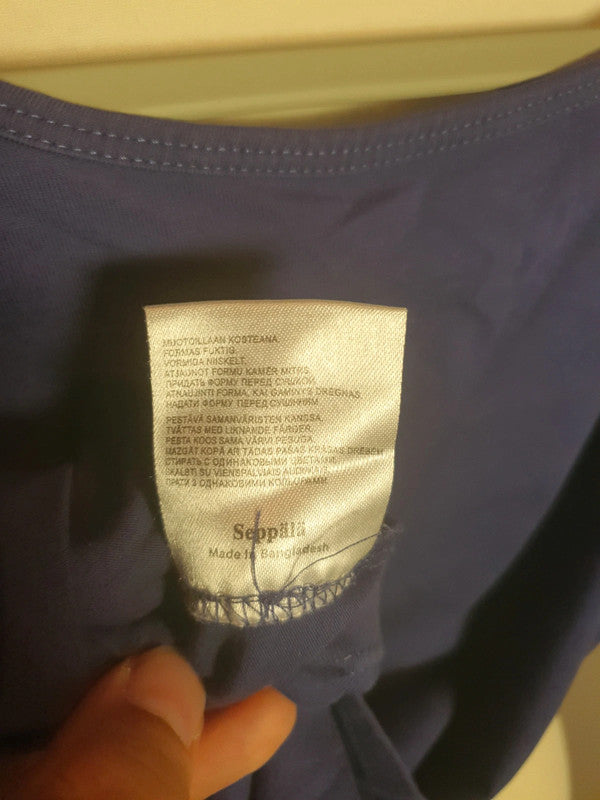 MUOTOILLAAN KOSTEANA.
FORMAS FUKTIG.
VORMIDA NIISKELT.
ATJAUNOT FORMU KAMĒR MITRS.
ПРИДАТЬ ФОРМУ ПЕРЕД СУШКОЙ.
ATNAUJINTI FORMĄ, KAI GAMINYS DRĖGNAS.
НАДАТИ ФОРМУ ПЕРЕД СУШІННЯМ.
PESTÄVÄ SAMANVÄRISTEN KANSSA.
TVÄTTAS MED LIKNANDE FÄRGER.
PESTA KOOS SAMA VÄRVI PESUGA.
MAZGĀT KOPĀ AR TĀDAS PAŠAS KRĀSAS DRĒBĒM.
СТИРАТЬ С ОДИНАКОВЫМИ ЦВЕТАМИ.
SKALBTI SU VIENSPALVIAIS AUDINIAIS.
ПРАТИ З ОДНАКОВИМИ КОЛЬОРАМИ.
Seppälä
Made in Bangladesh